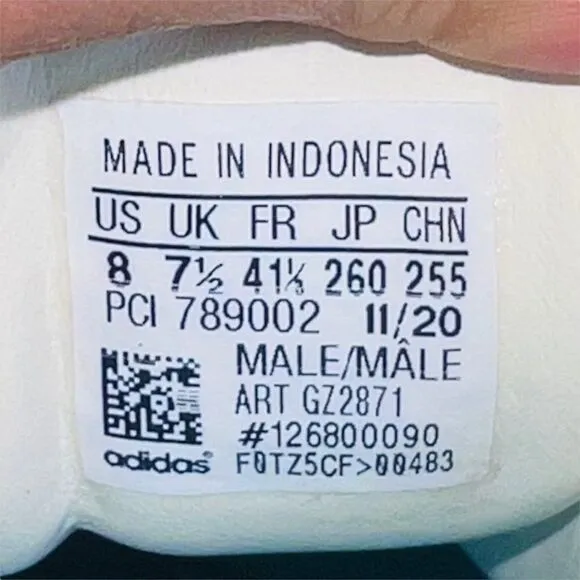 MADE IN INDONESIA
US UK FR JP CHN
8 7½ 41⅓ 260 255
PCI 789002 11/20
MALE/MÂLE
ART GZ2871
#126800090
adidas® F0TZ5CF>00483